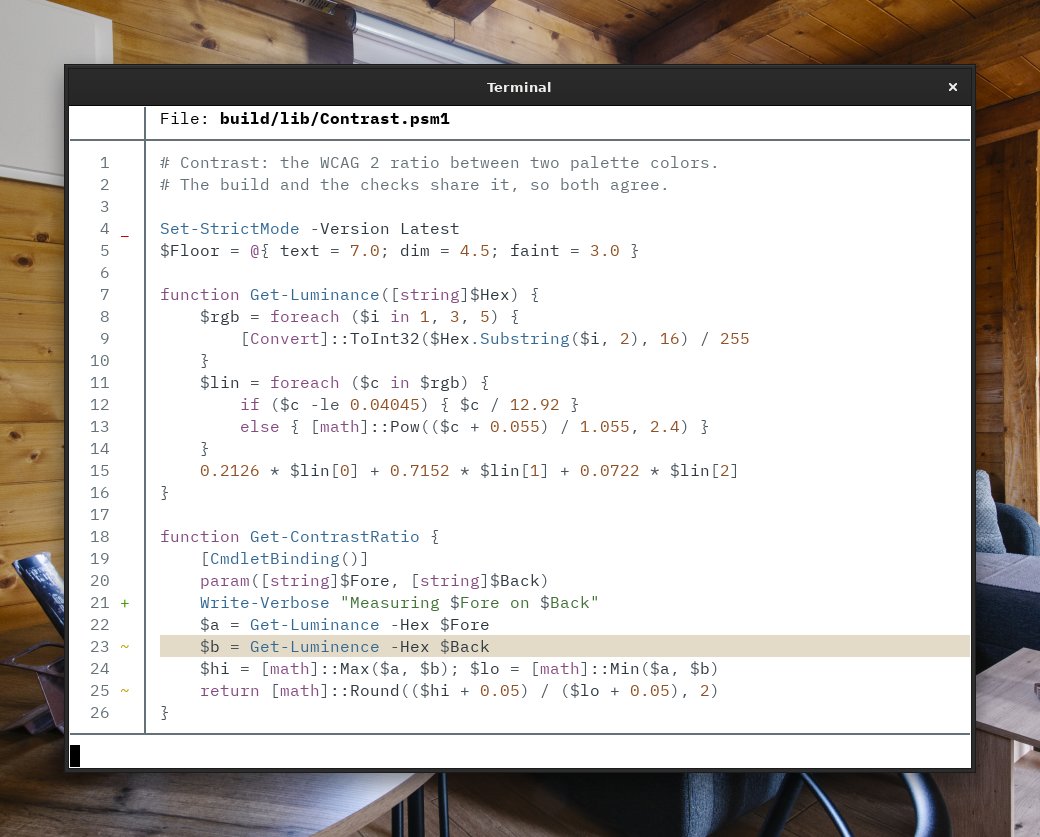 Terminal ×
File: build/lib/Contrast.psm1
1 # Contrast: the WCAG 2 ratio between two palette colors.
2 # The build and the checks share it, so both agree.
3
4 _ Set-StrictMode -Version Latest
5 $Floor = @{ text = 7.0; dim = 4.5; faint = 3.0 }
6
7 function Get-Luminance([string]$Hex) {
8     $rgb = foreach ($i in 1, 3, 5) {
9         [Convert]::ToInt32($Hex.Substring($i, 2), 16) / 255
10     }
11     $lin = foreach ($c in $rgb) {
12         if ($c -le 0.04045) { $c / 12.92 }
13         else { [math]::Pow(($c + 0.055) / 1.055, 2.4) }
14     }
15     0.2126 * $lin[0] + 0.7152 * $lin[1] + 0.0722 * $lin[2]
16 }
17
18 function Get-ContrastRatio {
19     [CmdletBinding()]
20     param([string]$Fore, [string]$Back)
21 +     Write-Verbose "Measuring $Fore on $Back"
22     $a = Get-Luminance -Hex $Fore
23 ~     $b = Get-Luminence -Hex $Back
24     $hi = [math]::Max($a, $b); $lo = [math]::Min($a, $b)
25 ~     return [math]::Round(($hi + 0.05) / ($lo + 0.05), 2)
26 }